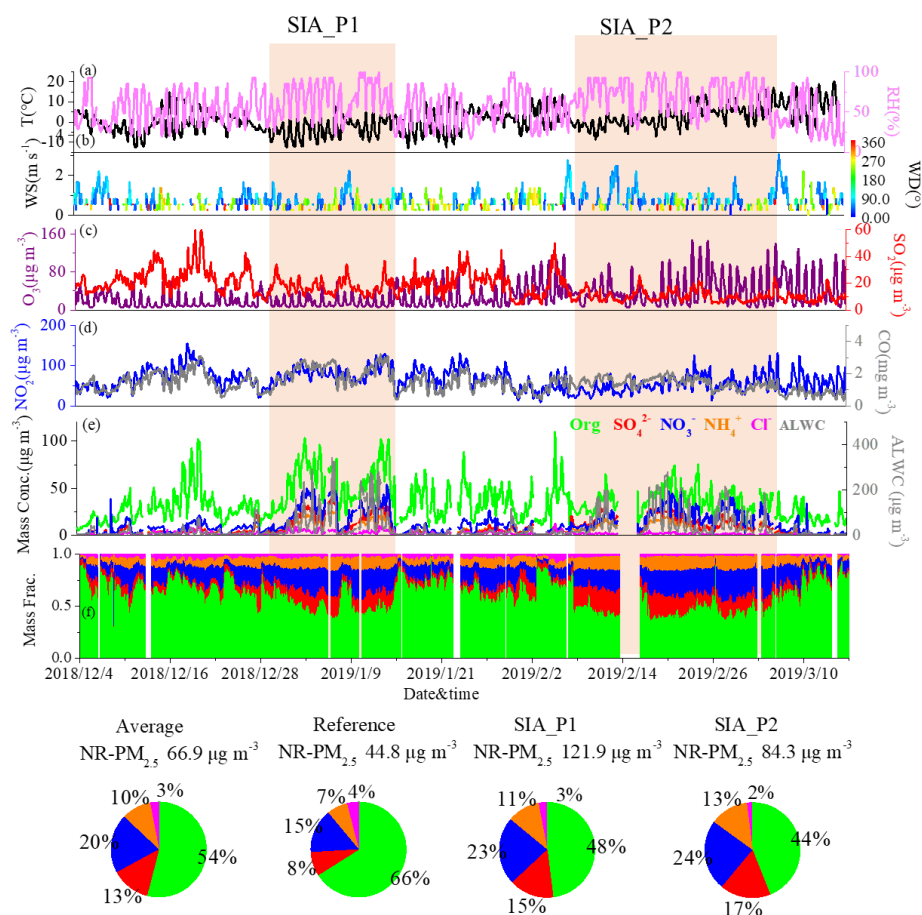 SIA_P1 SIA_P2
(a)
T(°C)
20
10
0
-10
100
50
0
RH(%)
(b)
WS(m s⁻¹)
2
0
360
270
180
90.0
0.00
WD(°)
(c)
O₃(μg m⁻³)
160
80
0
60
40
20
0
SO₂(μg m⁻³)
(d)
NO₂(μg m⁻³)
200
100
0
4
2
0
CO(mg m⁻³)
(e)
Org SO₄²⁻ NO₃⁻ NH₄⁺ Cl⁻ ALWC
Mass Conc.(μg m⁻³)
100
50
0
400
200
0
ALWC (μg m⁻³)
(f)
Mass Frac.
1.0
0.5
0.0
2018/12/4 2018/12/16 2018/12/28 2019/1/9 2019/1/21 2019/2/2 2019/2/14 2019/2/26 2019/3/10
Date&time
Average Reference SIA_P1 SIA_P2
NR-PM₂.₅ 66.9 μg m⁻³ NR-PM₂.₅ 44.8 μg m⁻³ NR-PM₂.₅ 121.9 μg m⁻³ NR-PM₂.₅ 84.3 μg m⁻³
10% 3% 7% 4% 11% 3% 13% 2%
20% 54% 15% 66% 23% 48% 24% 44%
13% 8% 15% 17%